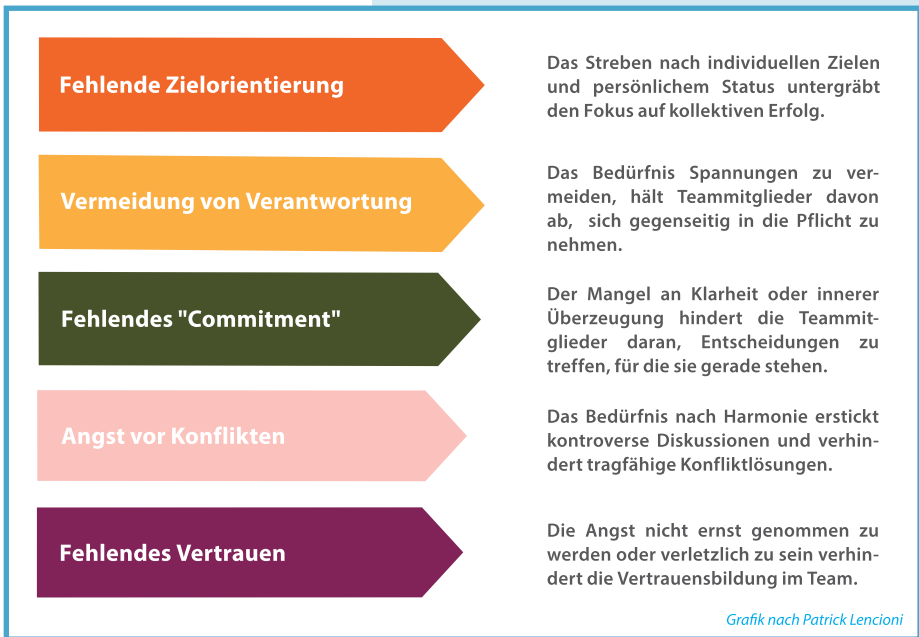 Fehlende Zielorientierung
Das Streben nach individuellen Zielen
und persönlichem Status untergräbt
den Fokus auf kollektiven Erfolg.
Vermeidung von Verantwortung
Das Bedürfnis Spannungen zu ver-
meiden, hält Teammitglieder davon
ab, sich gegenseitig in die Pflicht zu
nehmen.
Fehlendes "Commitment"
Der Mangel an Klarheit oder innerer
Überzeugung hindert die Teammit-
glieder daran, Entscheidungen zu
treffen, für die sie gerade stehen.
Angst vor Konflikten
Das Bedürfnis nach Harmonie erstickt
kontroverse Diskussionen und verhin-
dert tragfähige Konfliktlösungen.
Fehlendes Vertrauen
Die Angst nicht ernst genommen zu
werden oder verletzlich zu sein verhin-
dert die Vertrauensbildung im Team.
Grafik nach Patrick Lencioni